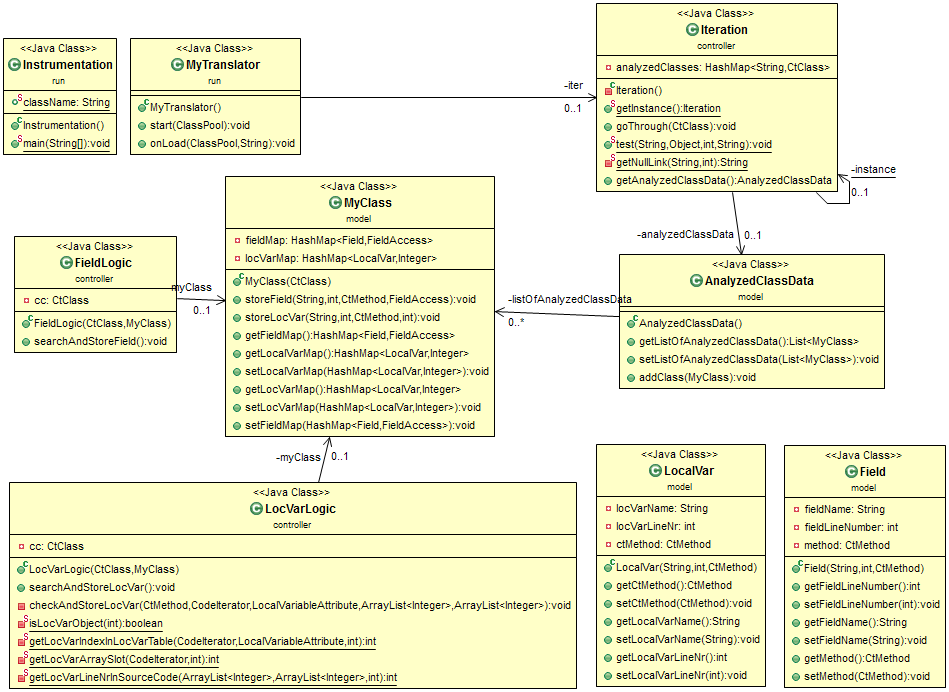 <<Java Class>>
Instrumentation
run
className: String
Instrumentation()
main(String[]):void
<<Java Class>>
MyTranslator
run
MyTranslator()
start(ClassPool):void
onLoad(ClassPool,String):void
-iter
0..1
<<Java Class>>
Iteration
controller
analyzedClasses: HashMap<String,CtClass>
Iteration()
getInstance():Iteration
goThrough(CtClass):void
test(String,Object,int,String):void
getNullLink(String,int):String
getAnalyzedClassData():AnalyzedClassData
-instance
0..1
-analyzedClassData
0..1
<<Java Class>>
FieldLogic
controller
cc: CtClass
FieldLogic(CtClass,MyClass)
searchAndStoreField():void
myClass
0..1
<<Java Class>>
MyClass
model
fieldMap: HashMap<Field,FieldAccess>
locVarMap: HashMap<LocalVar,Integer>
MyClass(CtClass)
storeField(String,int,CtMethod,FieldAccess):void
storeLocVar(String,int,CtMethod,int):void
getFieldMap():HashMap<Field,FieldAccess>
getLocalVarMap():HashMap<LocalVar,Integer>
setLocalVarMap(HashMap<LocalVar,Integer>):void
getLocVarMap():HashMap<LocalVar,Integer>
setLocVarMap(HashMap<LocalVar,Integer>):void
setFieldMap(HashMap<Field,FieldAccess>):void
-listOfAnalyzedClassData
0..*
<<Java Class>>
AnalyzedClassData
model
AnalyzedClassData()
getListOfAnalyzedClassData():List<MyClass>
setListOfAnalyzedClassData(List<MyClass>):void
addClass(MyClass):void
-myClass
0..1
<<Java Class>>
LocVarLogic
controller
cc: CtClass
LocVarLogic(CtClass,MyClass)
searchAndStoreLocVar():void
checkAndStoreLocVar(CtMethod,CodeIterator,LocalVariableAttribute,ArrayList<Integer>,ArrayList<Integer>):void
isLocVarObject(int):boolean
getLocVarIndexInLocVarTable(CodeIterator,LocalVariableAttribute,int):int
getLocVarArraySlot(CodeIterator,int):int
getLocVarLineNrInSourceCode(ArrayList<Integer>,ArrayList<Integer>,int):int
<<Java Class>>
LocalVar
model
locVarName: String
locVarLineNr: int
ctMethod: CtMethod
LocalVar(String,int,CtMethod)
getCtMethod():CtMethod
setCtMethod(CtMethod):void
getLocalVarName():String
setLocalVarName(String):void
getLocalVarLineNr():int
setLocalVarLineNr(int):void
<<Java Class>>
Field
model
fieldName: String
fieldLineNumber: int
method: CtMethod
Field(String,int,CtMethod)
getFieldLineNumber():int
setFieldLineNumber(int):void
getFieldName():String
setFieldName(String):void
getMethod():CtMethod
setMethod(CtMethod):void